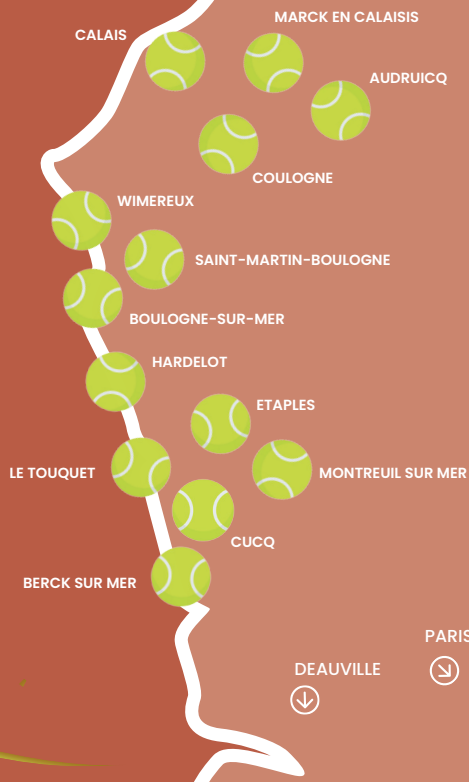 MARCK EN CALAISIS
CALAIS
AUDRUICQ
COULOGNE
WIMEREUX
SAINT-MARTIN-BOULOGNE
BOULOGNE-SUR-MER
HARDELOT
ETAPLES
LE TOUQUET
MONTREUIL SUR MER
CUCQ
BERCK SUR MER
PARIS
DEAUVILLE